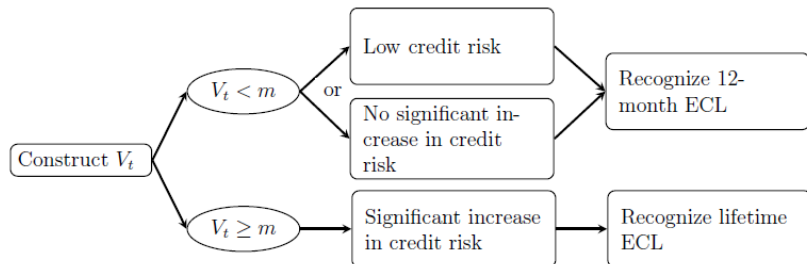 Low credit risk
V_t < m
or
Recognize 12-
month ECL
No significant in-
crease in credit
risk
Construct V_t
V_t ≥ m
Significant increase
in credit risk
Recognize lifetime
ECL